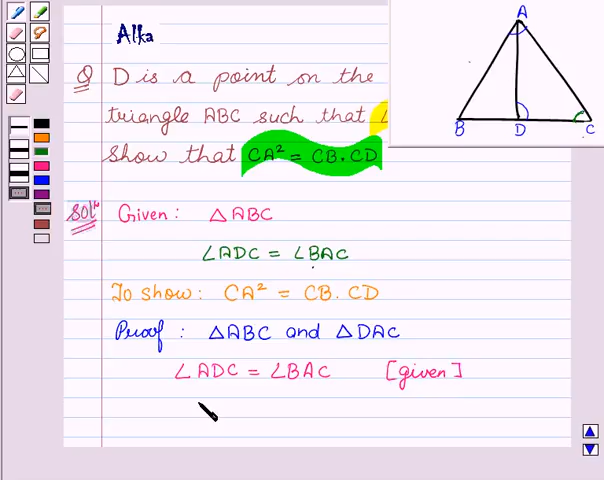 Alka
Q D is a point on the
triangle ABC such that
show that CA² = CB.CD
A
B
D
C
Solⁿ Given: △ABC
∠ADC = ∠BAC
To show: CA² = CB.CD
Proof: △ABC and △DAC
∠ADC = ∠BAC [given]